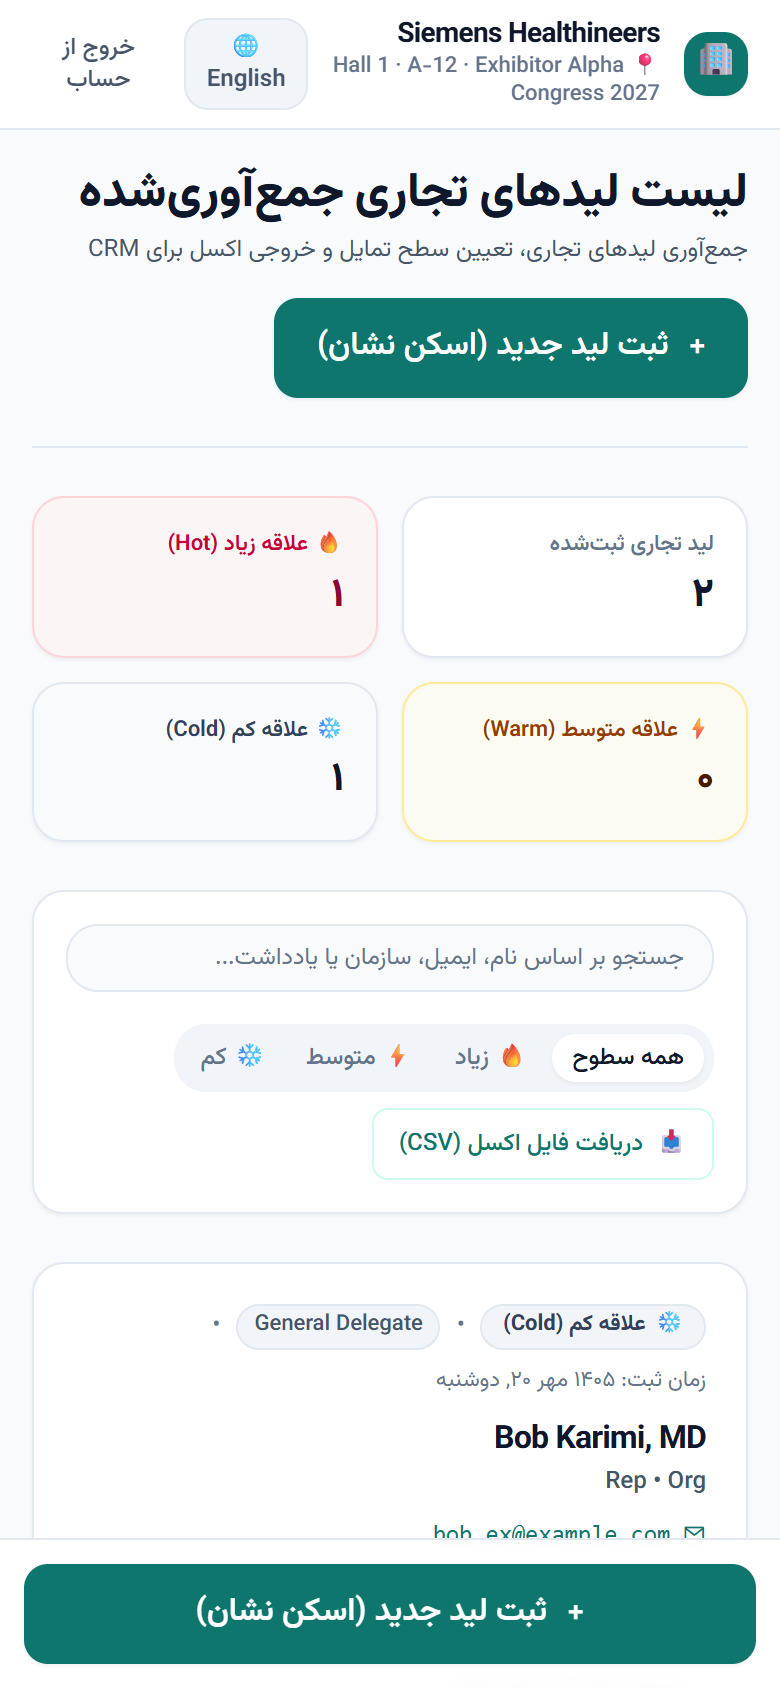 Siemens Healthineers
Hall 1 · A-12 · Exhibitor Alpha
Congress 2027
English
خروج از
حساب
لیست لیدهای تجاری جمع‌آوری‌شده
جمع‌آوری لیدهای تجاری، تعیین سطح تمایل و خروجی اکسل برای CRM
+ ثبت لید جدید (اسکن نشان)
لید تجاری ثبت‌شده
۲
علاقه زیاد (Hot)
۱
علاقه متوسط (Warm)
۰
علاقه کم (Cold)
۱
جستجو بر اساس نام، ایمیل، سازمان یا یادداشت...
همه سطوح
زیاد
متوسط
کم
دریافت فایل اکسل (CSV)
علاقه کم (Cold) • General Delegate •
زمان ثبت: ۱۴۰۵ مهر ۲۰, دوشنبه
Bob Karimi, MD
Rep • Org
bob_ex@example.com
+ ثبت لید جدید (اسکن نشان)